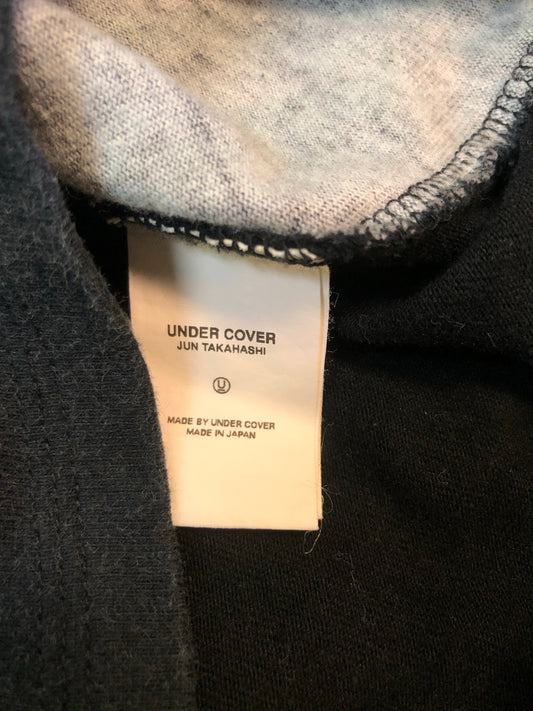 UNDER COVER
JUN TAKAHASHI
U
MADE BY UNDER COVER
MADE IN JAPAN